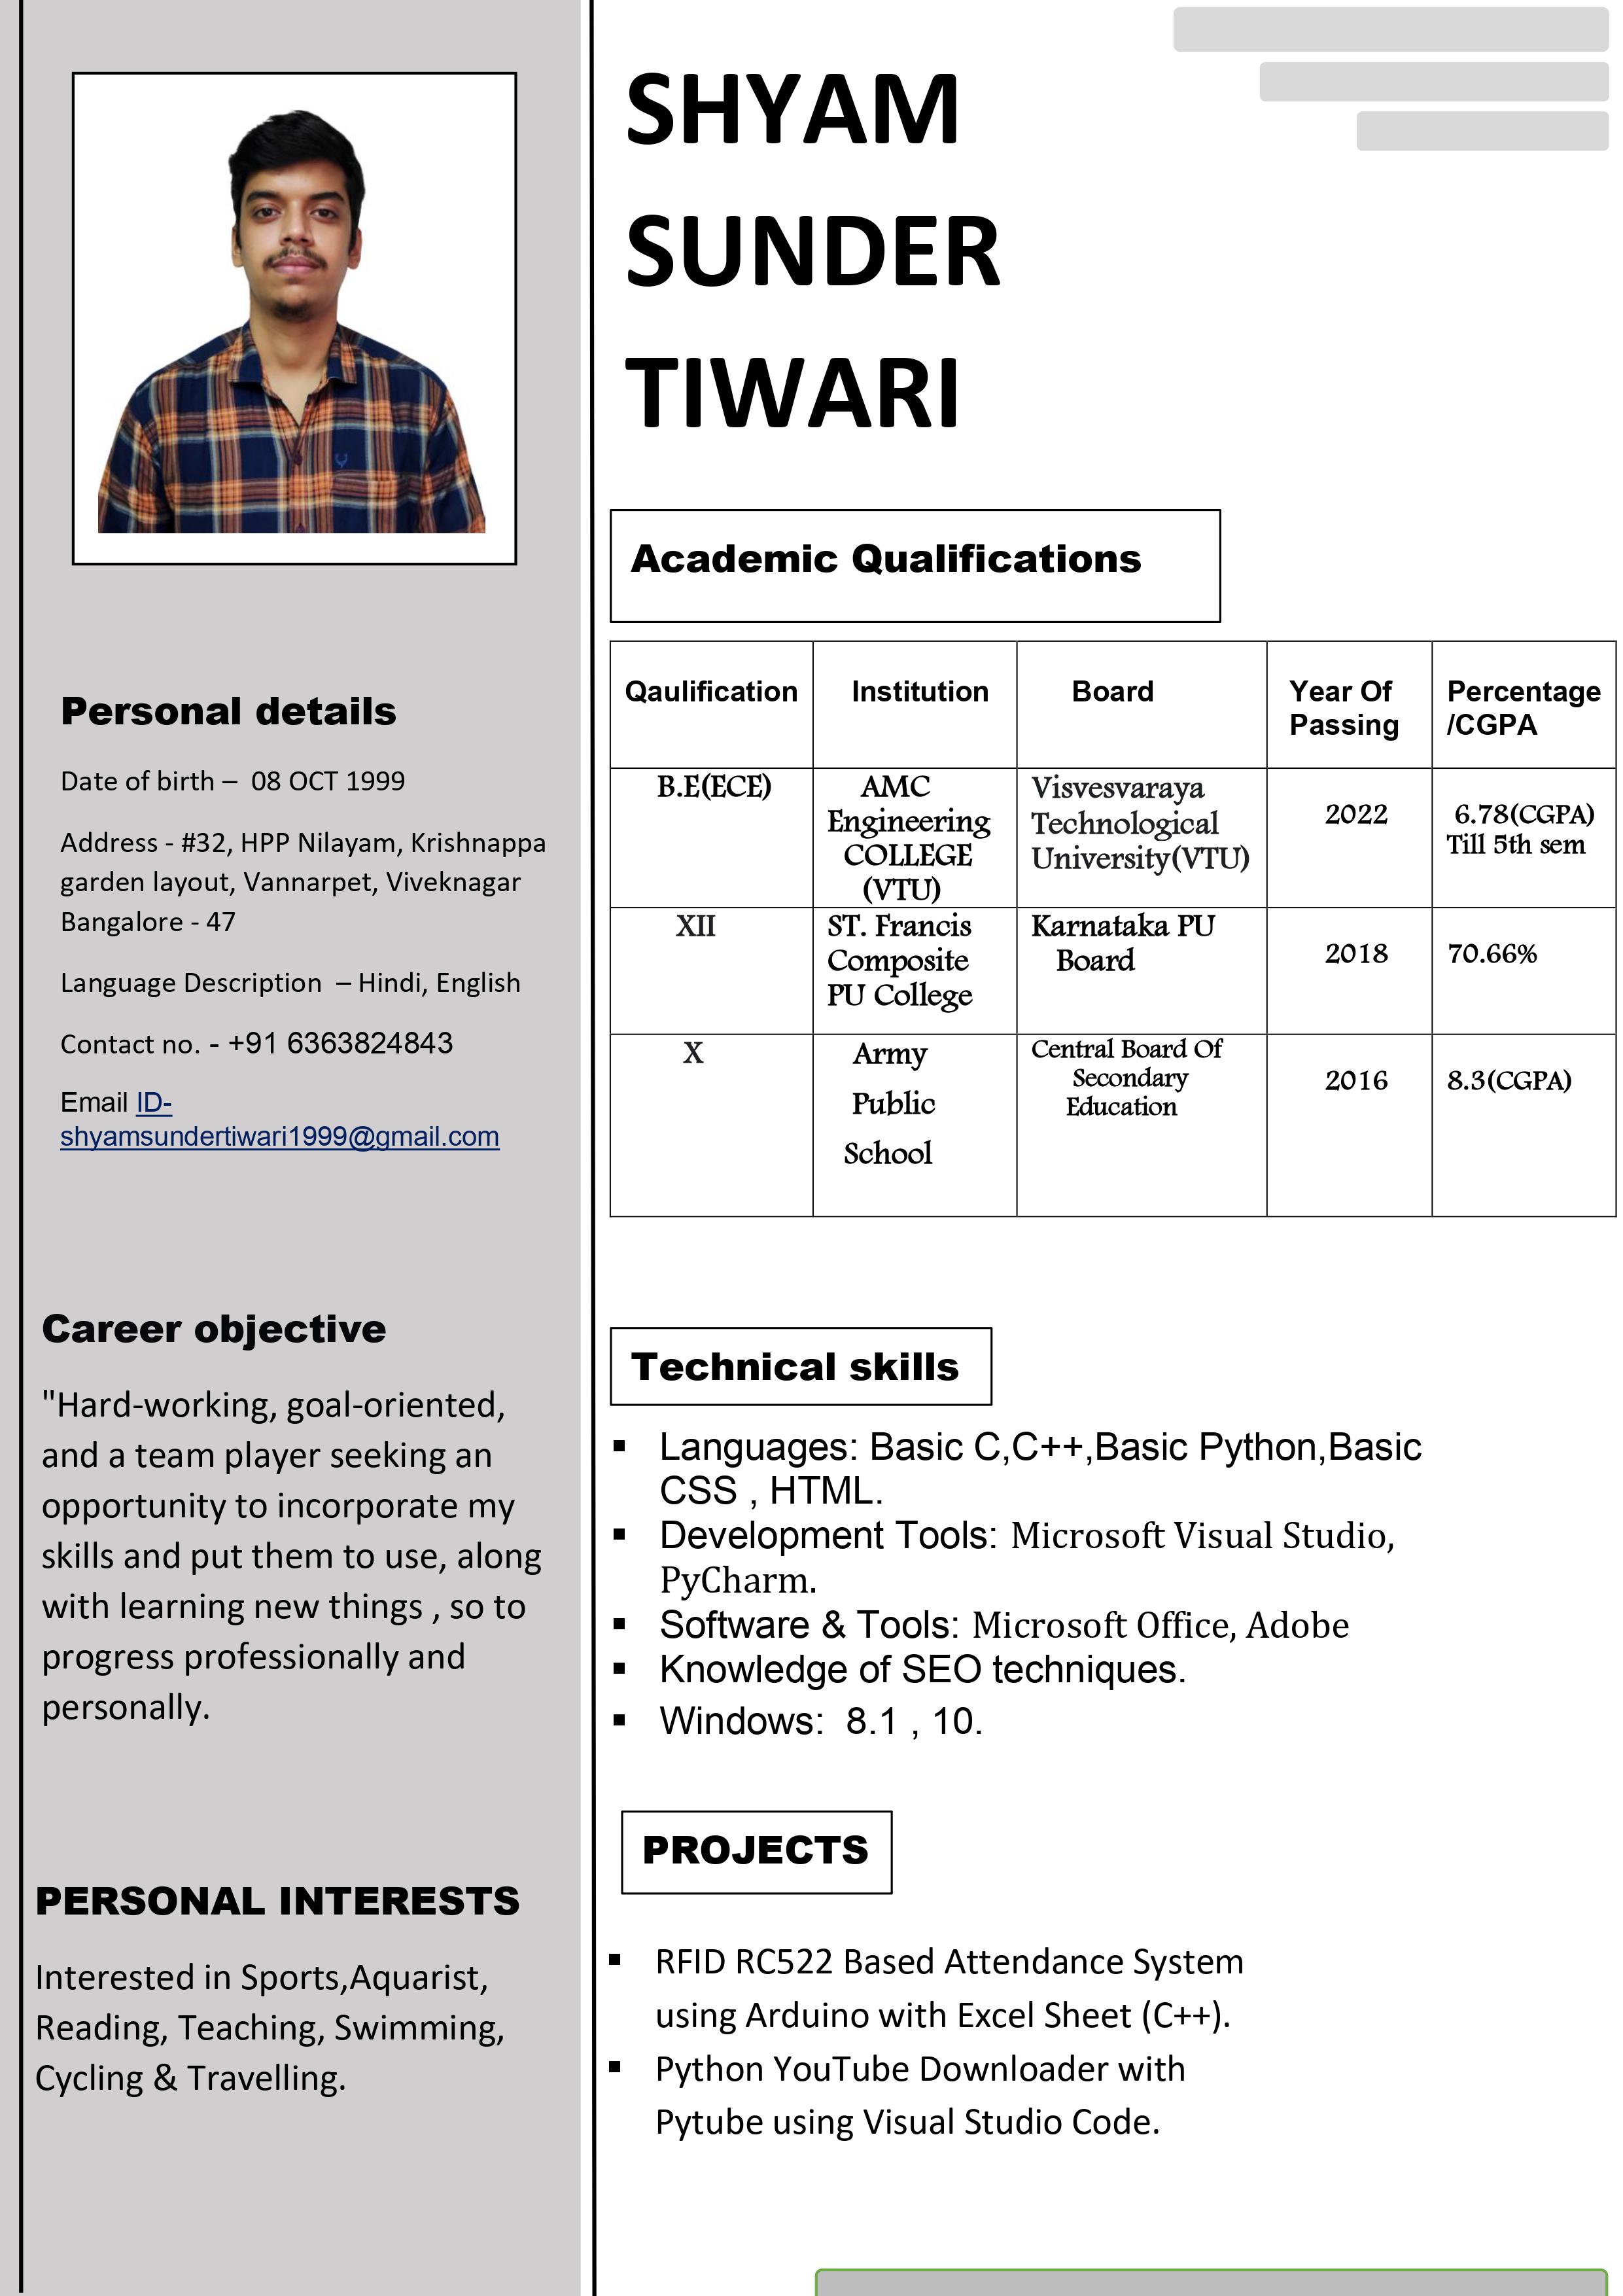 SHYAM
SUNDER
TIWARI
Personal details
Date of birth –  08 OCT 1999
Address - #32, HPP Nilayam, Krishnappa
garden layout, Vannarpet, Viveknagar
Bangalore - 47
Language Description  – Hindi, English
Contact no. - +91 6363824843
Email ID-
shyamsundertiwari1999@gmail.com
Career objective
"Hard-working, goal-oriented,
and a team player seeking an
opportunity to incorporate my
skills and put them to use, along
with learning new things , so to
progress professionally and
personally.
PERSONAL INTERESTS
Interested in Sports,Aquarist,
Reading, Teaching, Swimming,
Cycling & Travelling.
Academic Qualifications
Qaulification Institution Board Year Of Percentage
Passing /CGPA
B.E(ECE) AMC Visvesvaraya
Engineering Technological 2022 6.78(CGPA)
COLLEGE University(VTU) Till 5th sem
(VTU)
XII ST. Francis Karnataka PU
Composite Board 2018 70.66%
PU College
X Army Central Board Of
Public Secondary 2016 8.3(CGPA)
School Education
Technical skills
▪ Languages: Basic C,C++,Basic Python,Basic
CSS , HTML.
▪ Development Tools: Microsoft Visual Studio,
PyCharm.
▪ Software & Tools: Microsoft Office, Adobe
▪ Knowledge of SEO techniques.
▪ Windows:  8.1 , 10.
PROJECTS
▪ RFID RC522 Based Attendance System
using Arduino with Excel Sheet (C++).
▪ Python YouTube Downloader with
Pytube using Visual Studio Code.